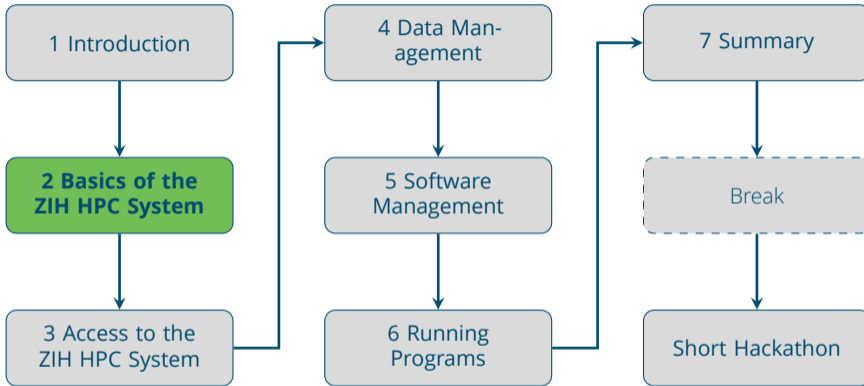 1 Introduction
2 Basics of the
ZIH HPC System
3 Access to the
ZIH HPC System
4 Data Man-
agement
5 Software
Management
6 Running
Programs
7 Summary
Break
Short Hackathon